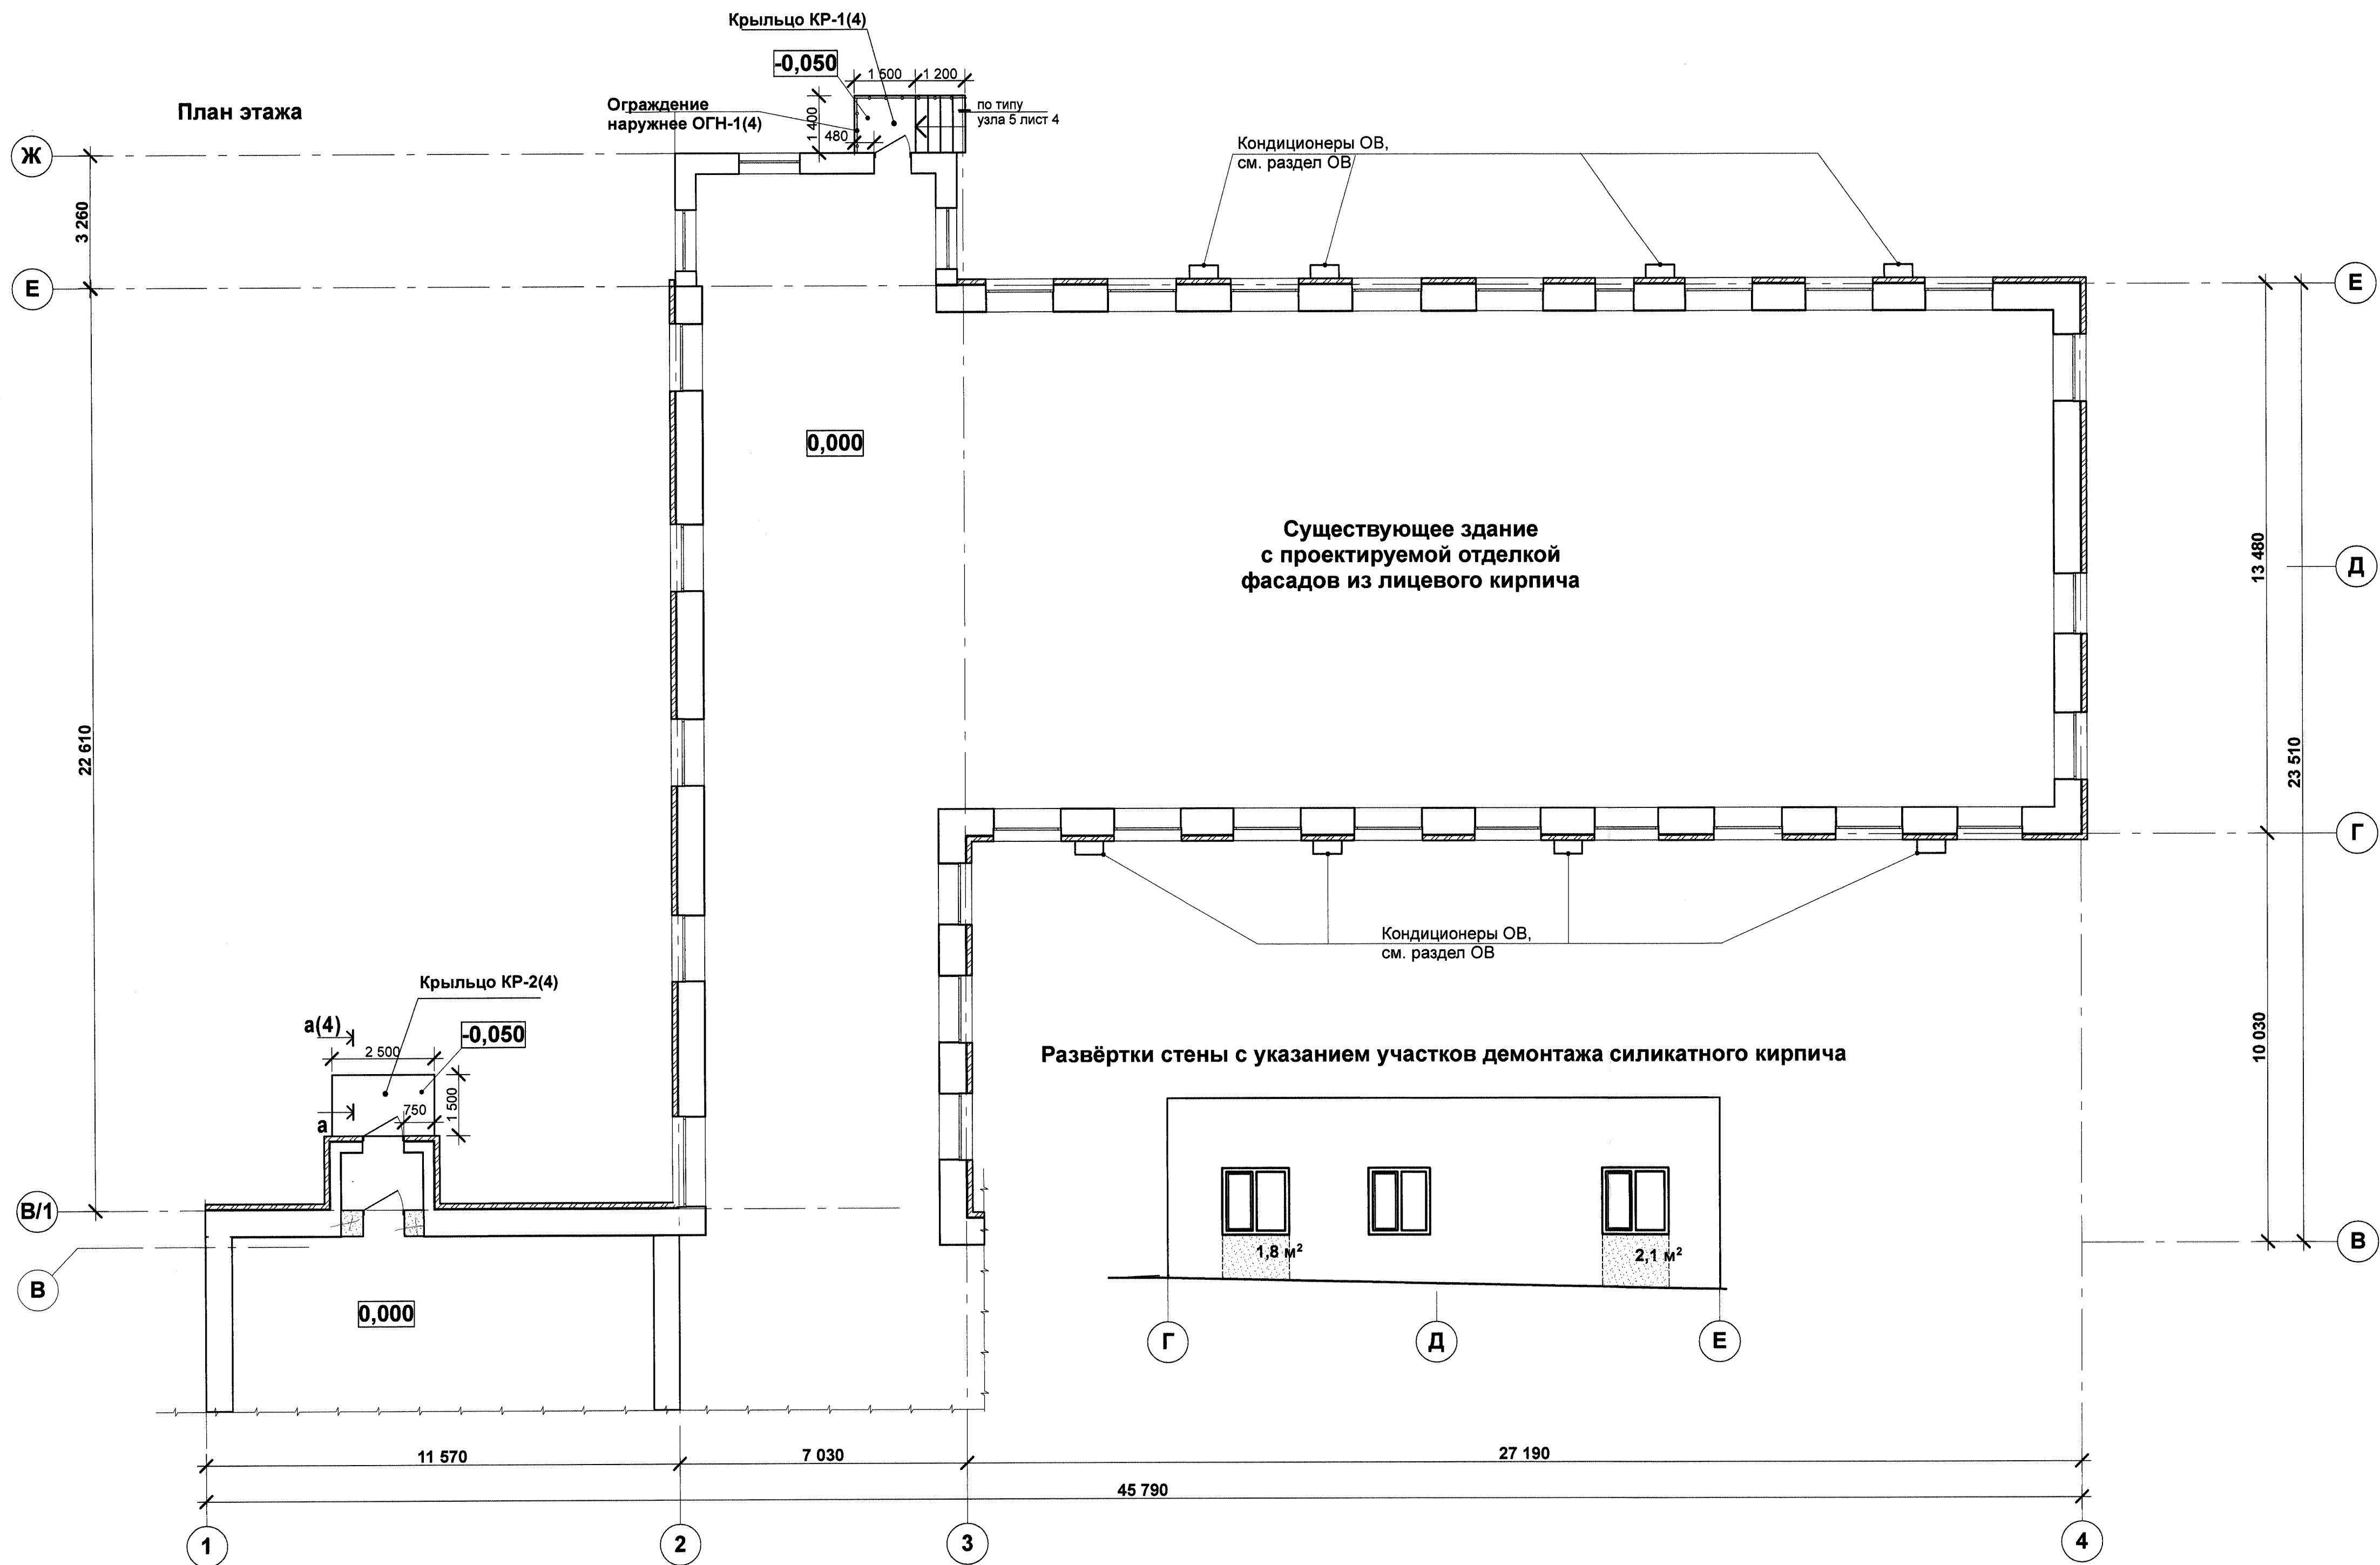 Крыльцо КР-1(4)
-0,050
1 500
1 200
План этажа
Ограждение
наружнее ОГН-1(4)
1 400
480
по типу
узла 5 лист 4
Кондиционеры ОВ,
см. раздел ОВ
Ж
3 260
Е
Е
0,000
Существующее здание
с проектируемой отделкой
фасадов из лицевого кирпича
13 480
Д
22 610
23 510
Г
Кондиционеры ОВ,
см. раздел ОВ
Крыльцо КР-2(4)
а(4)
-0,050
2 500
1 500
750
а
10 030
Развёртки стены с указанием участков демонтажа силикатного кирпича
В/1
1,8 м²
2,1 м²
В
В
0,000
Г
Д
Е
11 570
7 030
27 190
45 790
1
2
3
4